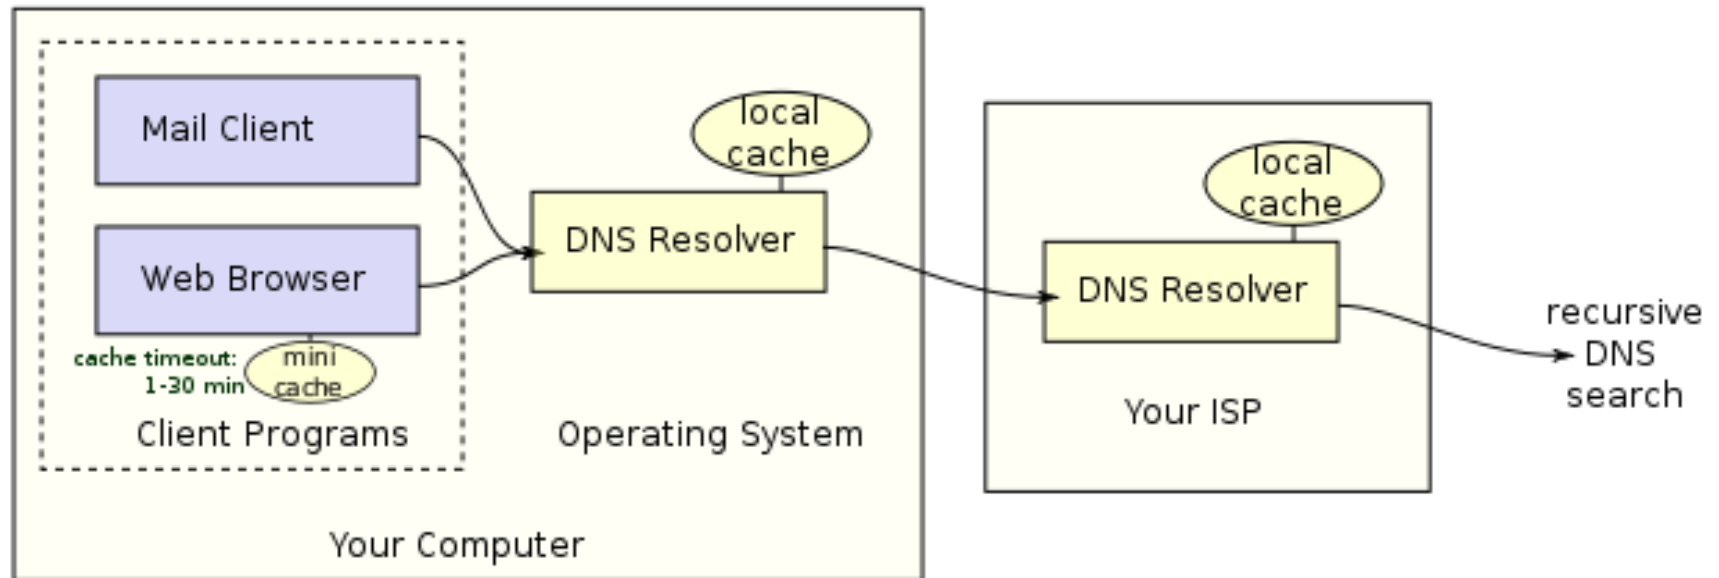 Mail Client
Web Browser
cache timeout:
1-30 min
mini
cache
Client Programs
local
cache
DNS Resolver
Operating System
Your Computer
local
cache
DNS Resolver
Your ISP
recursive
DNS
search